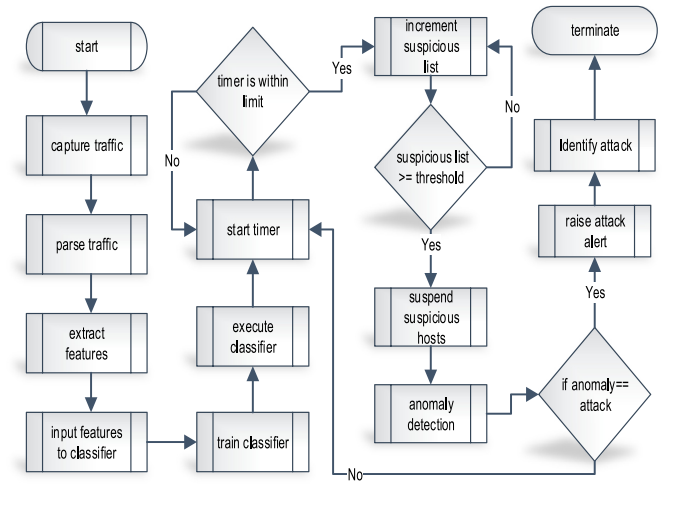 start
capture traffic
parse traffic
extract
features
input features
to classifier
train classifier
execute
classifier
start timer
timer is within
limit
No
Yes
increment
suspicious
list
No
suspicious list
>= threshold
Yes
suspend
suspicious
hosts
anomaly
detection
if anomaly==
attack
No
Yes
raise attack
alert
Identify attack
terminate